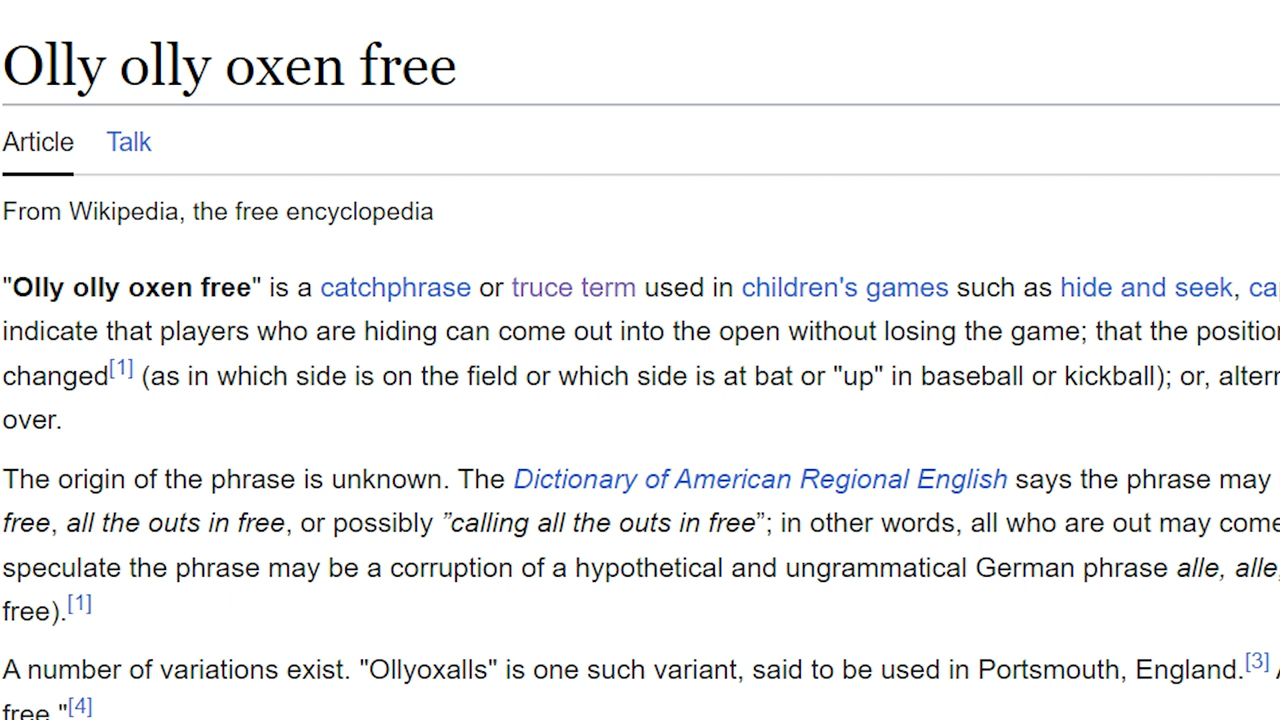 Olly olly oxen free
Article Talk
From Wikipedia, the free encyclopedia
"Olly olly oxen free" is a catchphrase or truce term used in children's games such as hide and seek, ca
indicate that players who are hiding can come out into the open without losing the game; that the position
changed[1] (as in which side is on the field or which side is at bat or "up" in baseball or kickball); or, altern
over.
The origin of the phrase is unknown. The Dictionary of American Regional English says the phrase may
free, all the outs in free, or possibly ”calling all the outs in free”; in other words, all who are out may come
speculate the phrase may be a corruption of a hypothetical and ungrammatical German phrase alle, alle,
free).[1]
A number of variations exist. "Ollyoxalls" is one such variant, said to be used in Portsmouth, England.[3]
free."[4]